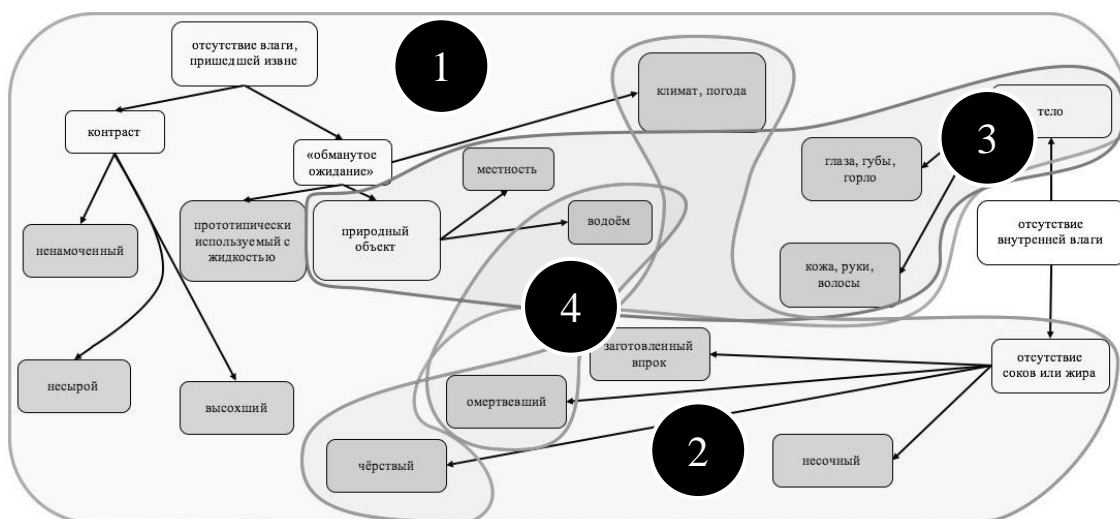 отсутствие влаги,
пришедшей извне
1
климат, погода
контраст
3
тело
«обманутое
ожидание»
местность
глаза, губы,
горло
ненамоченный
прототипически
используемый с
жидкостью
природный
объект
водоём
отсутствие
внутренней влаги
кожа, руки,
волосы
4
заготовленный
впрок
отсутствие
соков или жира
несырой
высохший
омертвевший
2
чёрствый
несочный